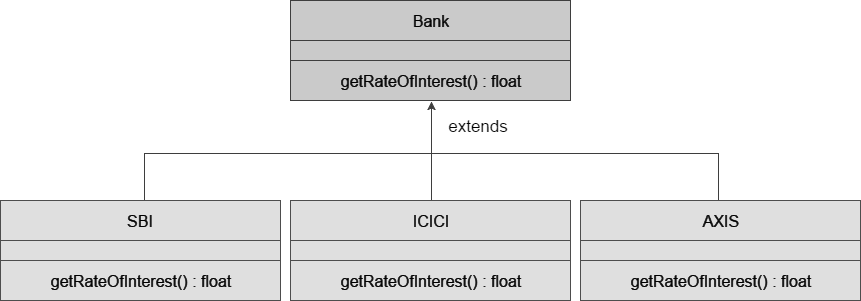 Bank
getRateOfInterest() : float
extends
SBI
ICICI
AXIS
getRateOfInterest() : float
getRateOfInterest() : float
getRateOfInterest() : float